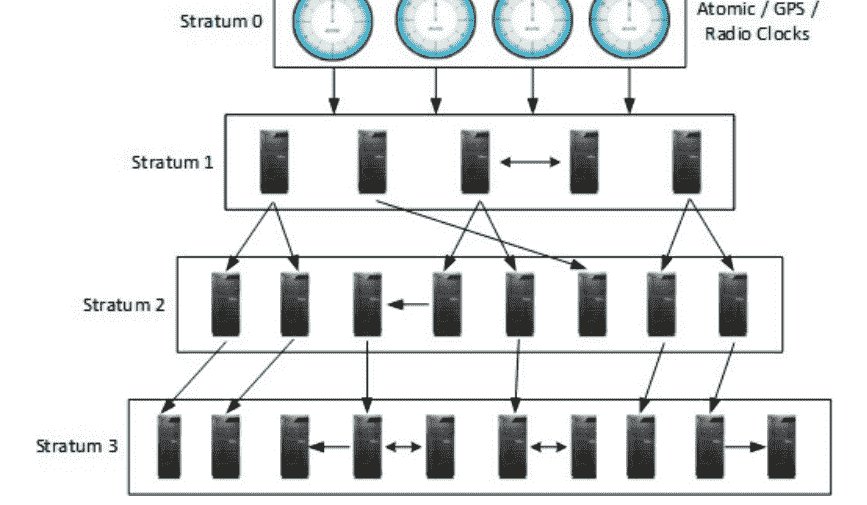 Stratum 0
Atomic / GPS /
Radio Clocks
Stratum 1
Stratum 2
Stratum 3